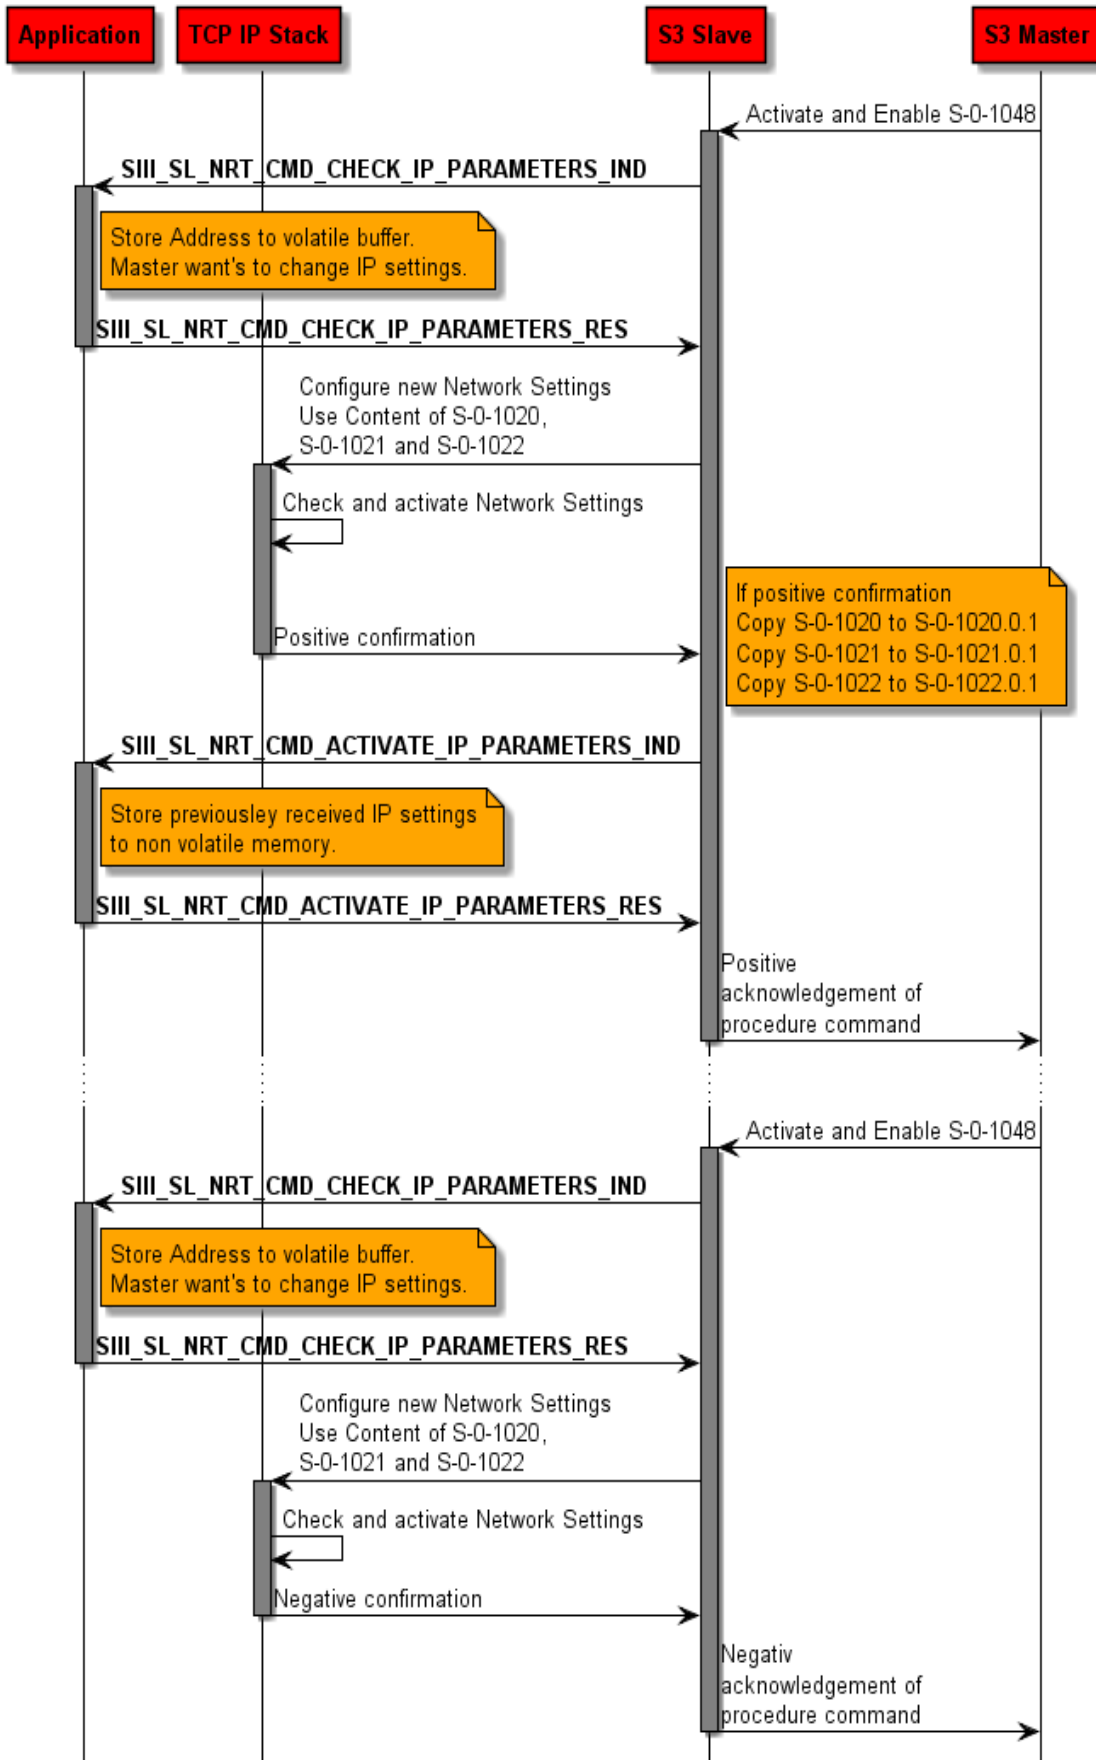 Application
TCP IP Stack
S3 Slave
S3 Master
Activate and Enable S-0-1048
SIII_SL_NRT_CMD_CHECK_IP_PARAMETERS_IND
Store Address to volatile buffer.
Master want's to change IP settings.
SIII_SL_NRT_CMD_CHECK_IP_PARAMETERS_RES
Configure new Network Settings
Use Content of S-0-1020,
S-0-1021 and S-0-1022
Check and activate Network Settings
If positive confirmation
Copy S-0-1020 to S-0-1020.0.1
Copy S-0-1021 to S-0-1021.0.1
Copy S-0-1022 to S-0-1022.0.1
Positive confirmation
SIII_SL_NRT_CMD_ACTIVATE_IP_PARAMETERS_IND
Store previousley received IP settings
to non volatile memory.
SIII_SL_NRT_CMD_ACTIVATE_IP_PARAMETERS_RES
Positive
acknowledgement of
procedure command
Activate and Enable S-0-1048
SIII_SL_NRT_CMD_CHECK_IP_PARAMETERS_IND
Store Address to volatile buffer.
Master want's to change IP settings.
SIII_SL_NRT_CMD_CHECK_IP_PARAMETERS_RES
Configure new Network Settings
Use Content of S-0-1020,
S-0-1021 and S-0-1022
Check and activate Network Settings
Negative confirmation
Negativ
acknowledgement of
procedure command